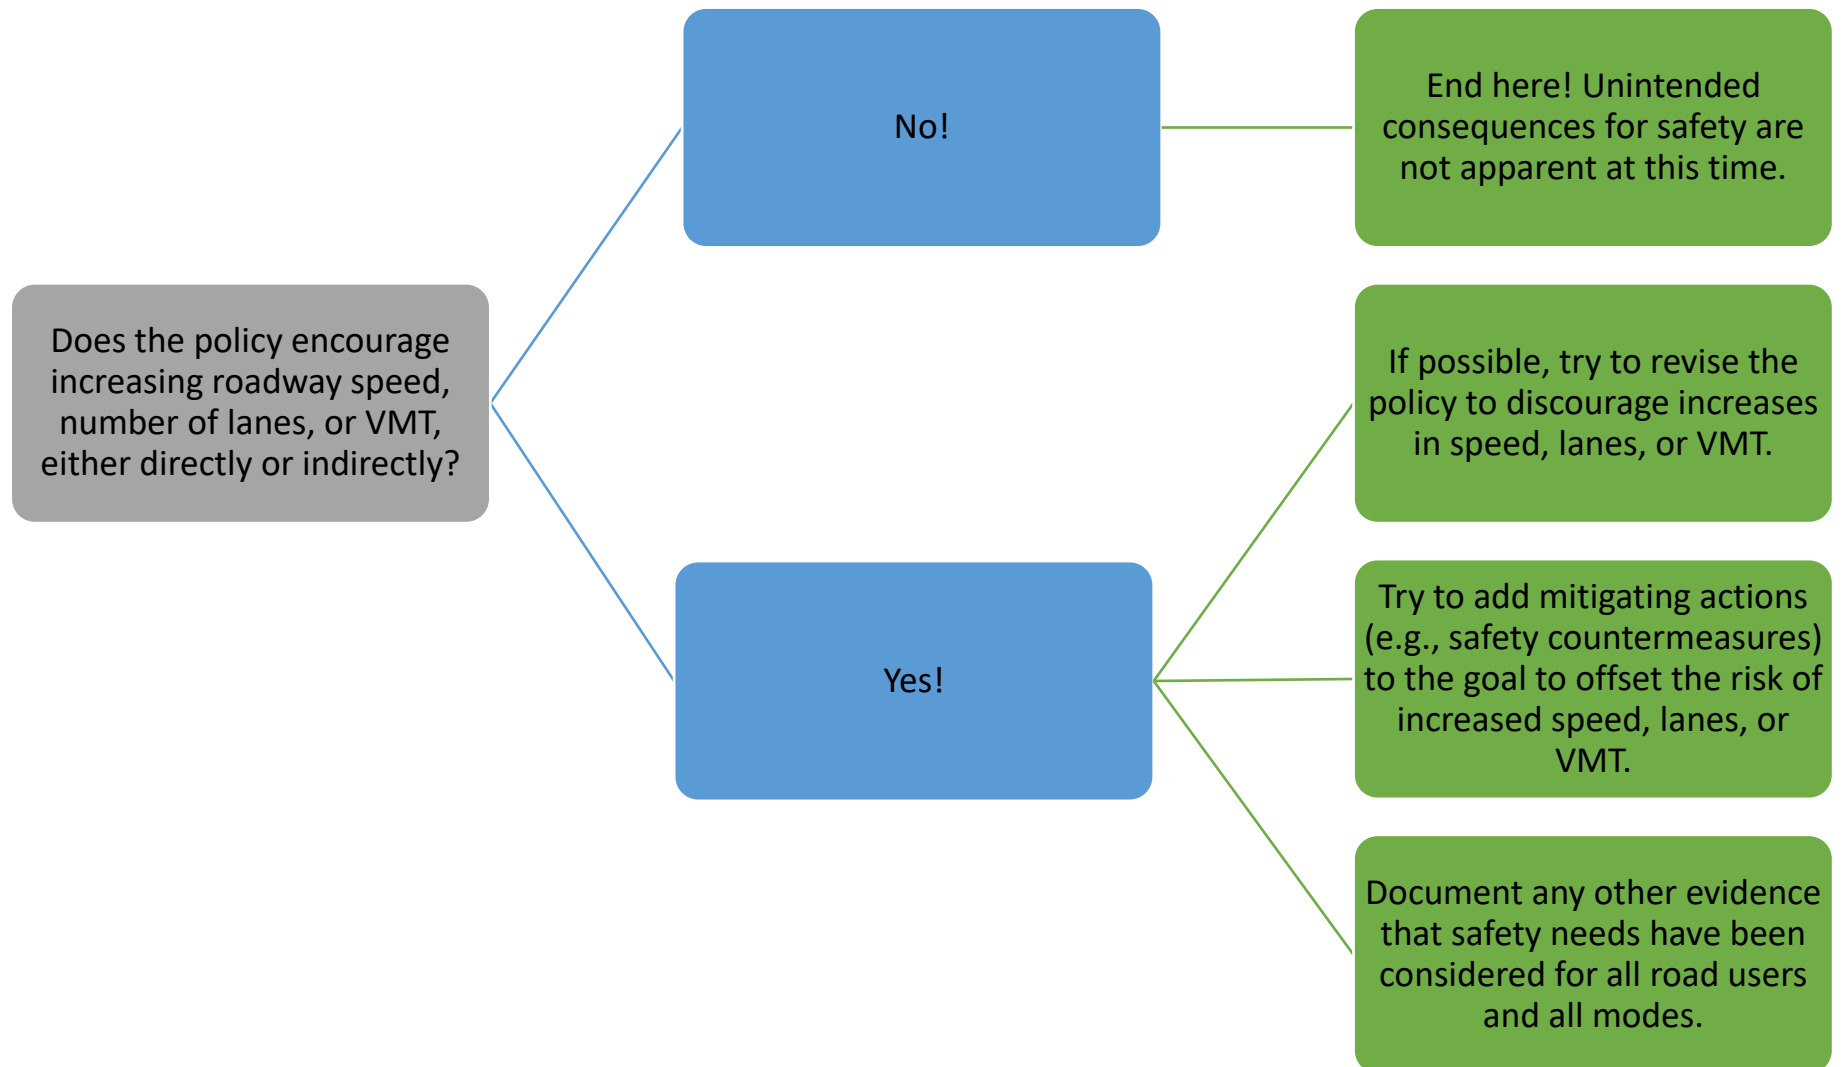 Does the policy encourage
increasing roadway speed,
number of lanes, or VMT,
either directly or indirectly?
No!
End here! Unintended
consequences for safety are
not apparent at this time.
Yes!
If possible, try to revise the
policy to discourage increases
in speed, lanes, or VMT.
Try to add mitigating actions
(e.g., safety countermeasures)
to the goal to offset the risk of
increased speed, lanes, or
VMT.
Document any other evidence
that safety needs have been
considered for all road users
and all modes.